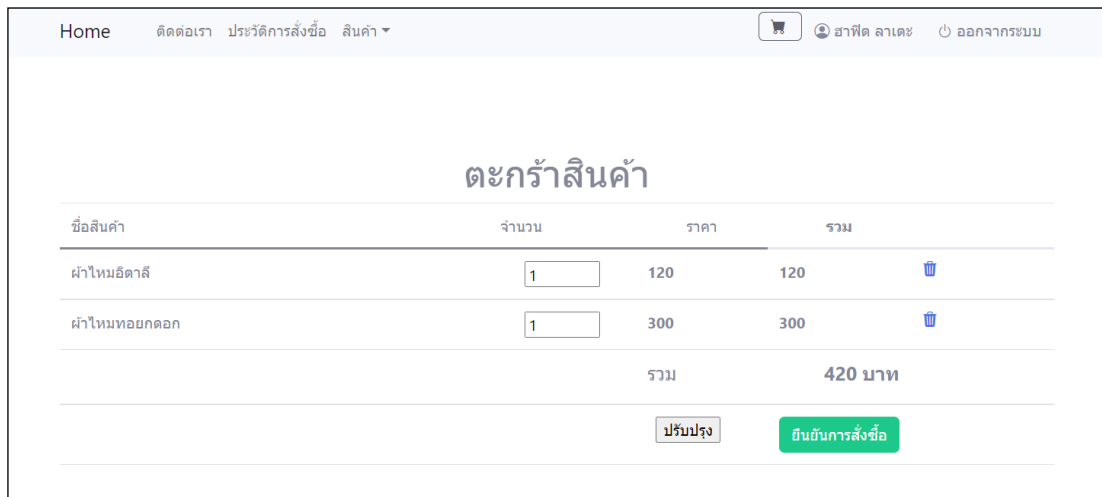 Home ติดต่อเรา ประวัติการสั่งซื้อ สินค้า ฮาฟีด ลาเตะ ออกจากระบบ
ตะกร้าสินค้า
ชื่อสินค้า จำนวน ราคา รวม
ผ้าไหมอิตาลี 1 120 120
ผ้าไหมทอยกดอก 1 300 300
รวม 420 บาท
ปรับปรุง ยืนยันการสั่งซื้อ